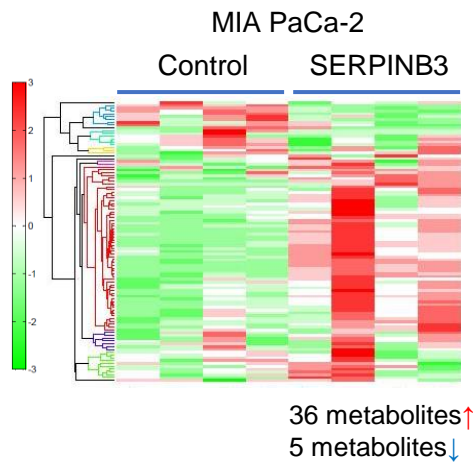 MIA PaCa-2
Control SERPINB3
3
2
1
0
-1
-2
-3
36 metabolites↑
5 metabolites↓